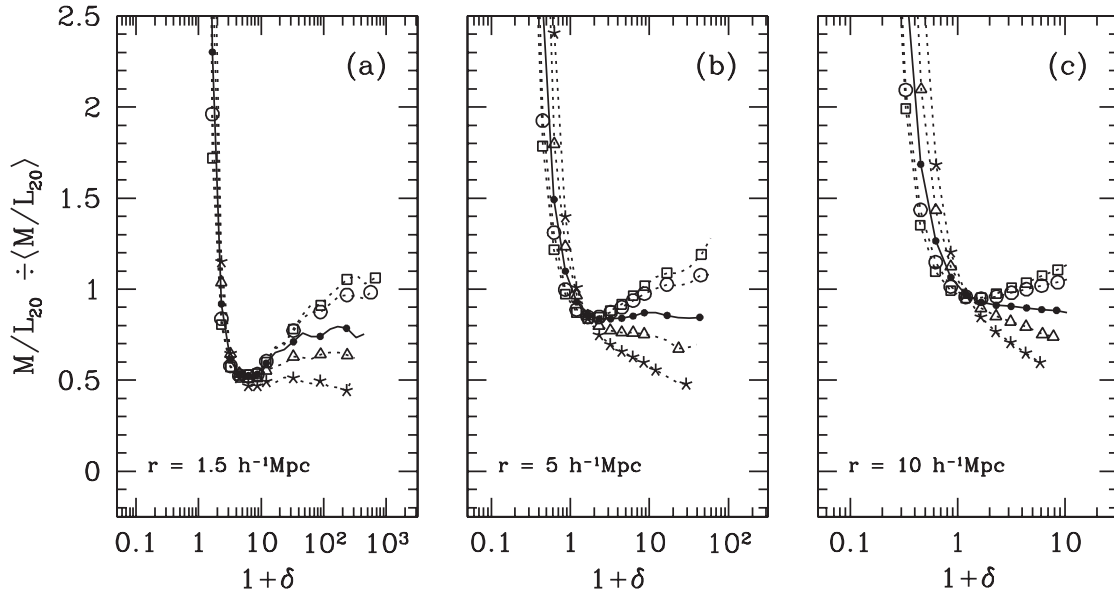 2.5
2
1.5
1
0.5
0
M/L₂₀ ÷⟨M/L₂₀⟩
(a)
r = 1.5 h⁻¹Mpc
0.1 1 10 10² 10³
1+δ
(b)
r = 5 h⁻¹Mpc
0.1 1 10 10²
1+δ
(c)
r = 10 h⁻¹Mpc
0.1 1 10
1+δ